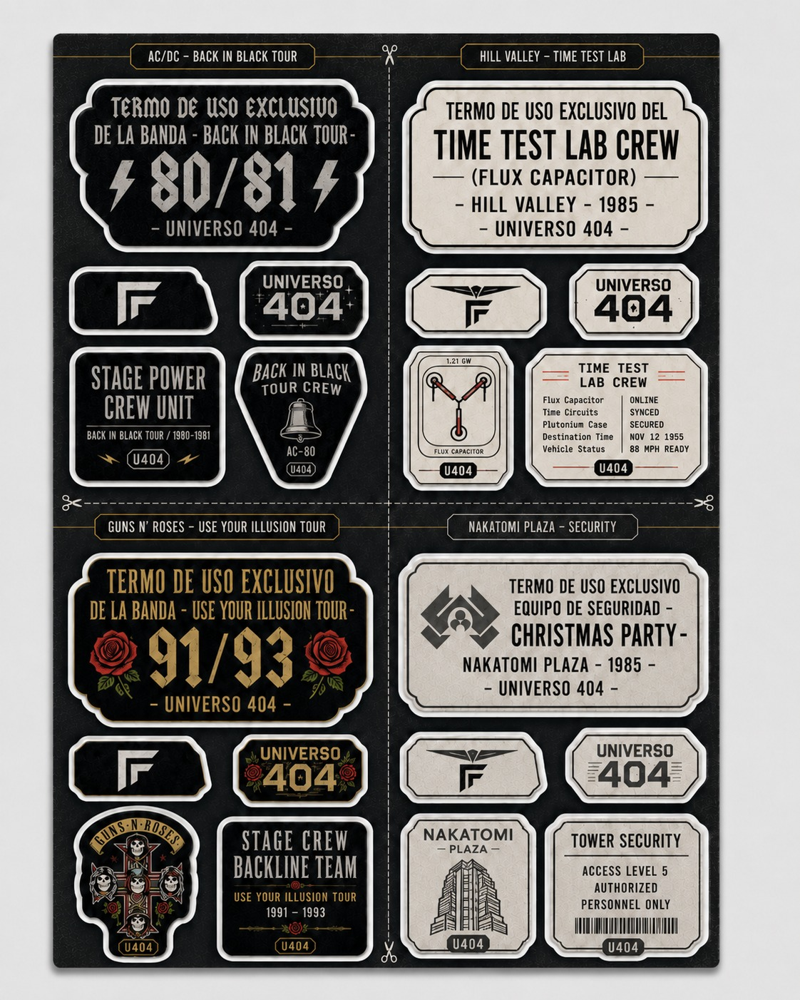 AC/DC – BACK IN BLACK TOUR
TERMO DE USO EXCLUSIVO
DE LA BANDA - BACK IN BLACK TOUR-
80/81
- UNIVERSO 404 -
UNIVERSO
404
STAGE POWER
CREW UNIT
BACK IN BLACK TOUR / 1980-1981
U404
BACK IN BLACK
TOUR CREW
AC-80
U404
HILL VALLEY – TIME TEST LAB
TERMO DE USO EXCLUSIVO DEL
TIME TEST LAB CREW
(FLUX CAPACITOR)
- HILL VALLEY - 1985 -
- UNIVERSO 404 -
UNIVERSO
404
1.21 GW
FLUX CAPACITOR
U404
TIME TEST
LAB CREW
Flux Capacitor ONLINE
Time Circuits SYNCED
Plutonium Case SECURED
Destination Time NOV 12 1955
Vehicle Status 88 MPH READY
U404
GUNS N' ROSES – USE YOUR ILLUSION TOUR
TERMO DE USO EXCLUSIVO
DE LA BANDA - USE YOUR ILLUSION TOUR-
91/93
- UNIVERSO 404 -
UNIVERSO
404
GUNS·N·ROSES·
U404
STAGE CREW
BACKLINE TEAM
USE YOUR ILLUSION TOUR
1991 – 1993
U404
NAKATOMI PLAZA – SECURITY
TERMO DE USO EXCLUSIVO
EQUIPO DE SEGURIDAD -
CHRISTMAS PARTY-
NAKATOMI PLAZA - 1985 -
- UNIVERSO 404 -
UNIVERSO
404
NAKATOMI
– PLAZA –
U404
TOWER SECURITY
ACCESS LEVEL 5
AUTHORIZED
PERSONNEL ONLY
U404